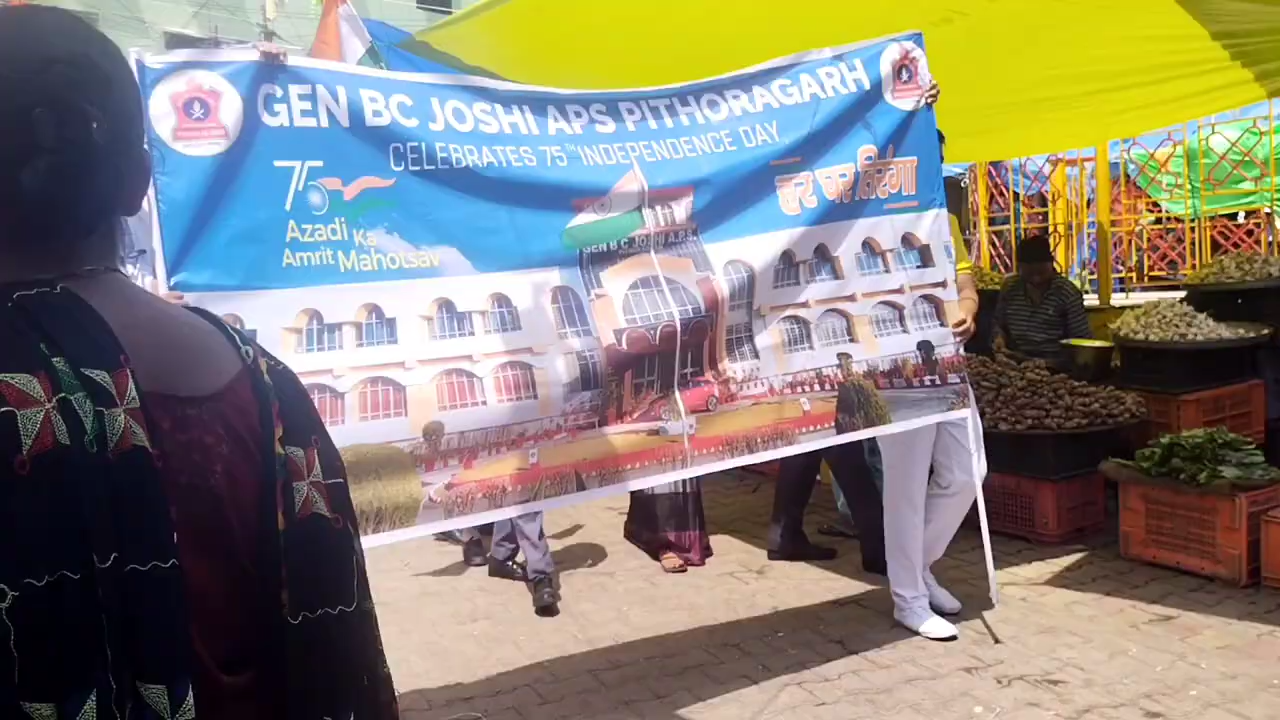 GEN BC JOSHI APS PITHORAGARH
CELEBRATES 75TH INDEPENDENCE DAY
75
Azadi Ka
Amrit Mahotsav
हर घर तिरंगा
GEN B C JOSHI A.P.S.